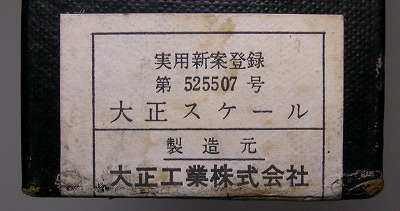 実用新案登録
第 525507 号
大正スケール
製造元
大正工業株式会社